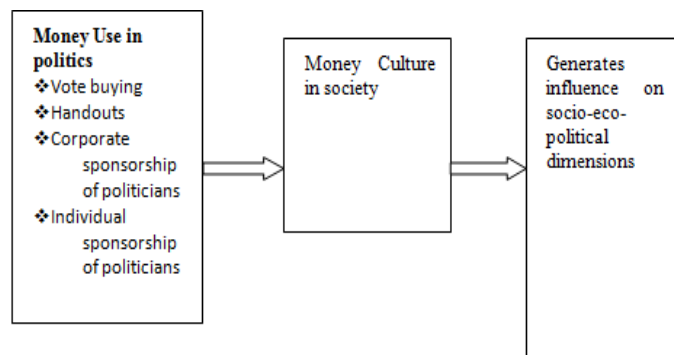 Money Use in
politics
❖Vote buying
❖Handouts
❖Corporate
sponsorship
of politicians
❖Individual
sponsorship
of politicians
Money Culture
in society
Generates
influence on
socio-eco-
political
dimensions